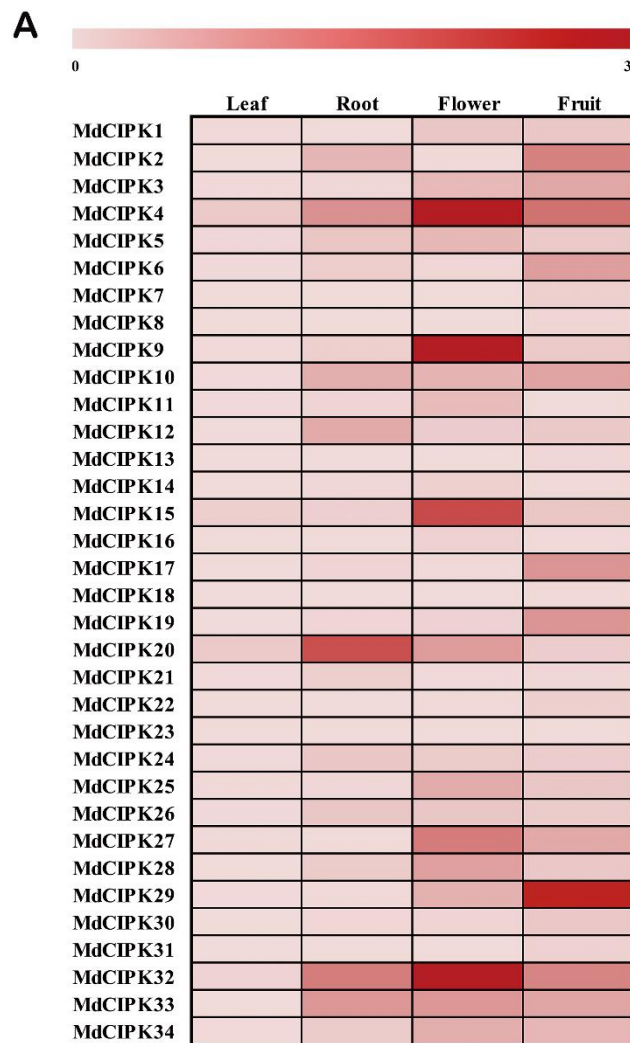 A
0 3
Leaf Root Flower Fruit
MdCIPK1
MdCIPK2
MdCIPK3
MdCIPK4
MdCIPK5
MdCIPK6
MdCIPK7
MdCIPK8
MdCIPK9
MdCIPK10
MdCIPK11
MdCIPK12
MdCIPK13
MdCIPK14
MdCIPK15
MdCIPK16
MdCIPK17
MdCIPK18
MdCIPK19
MdCIPK20
MdCIPK21
MdCIPK22
MdCIPK23
MdCIPK24
MdCIPK25
MdCIPK26
MdCIPK27
MdCIPK28
MdCIPK29
MdCIPK30
MdCIPK31
MdCIPK32
MdCIPK33
MdCIPK34